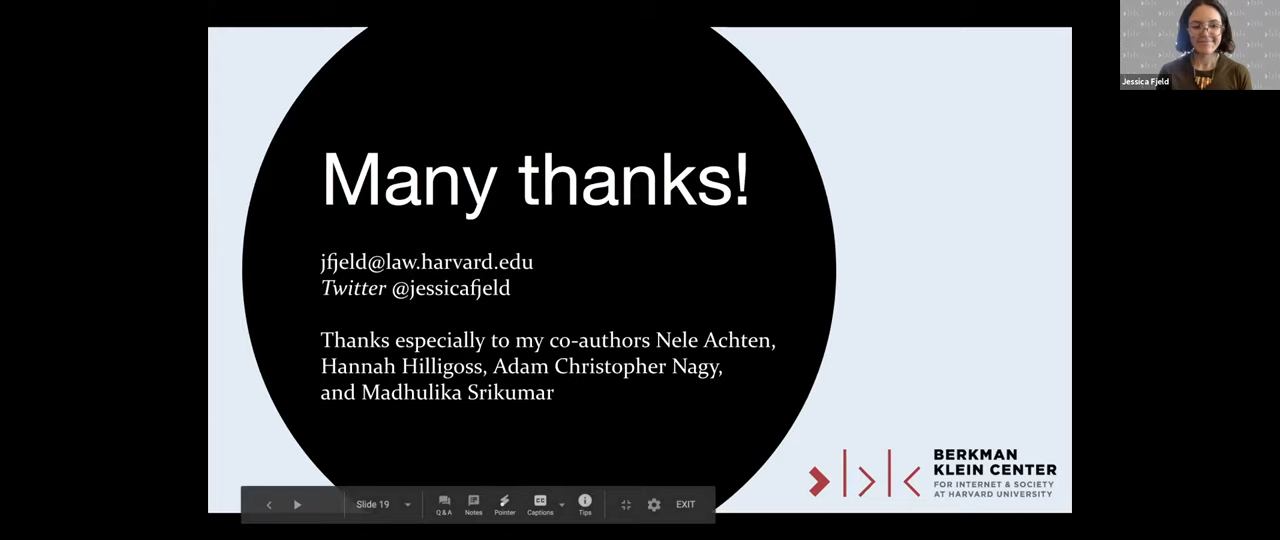 Jessica Fjeld
Many thanks!
jfjeld@law.harvard.edu
Twitter @jessicafjeld
Thanks especially to my co-authors Nele Achten,
Hannah Hilligoss, Adam Christopher Nagy,
and Madhulika Srikumar
BERKMAN
KLEIN CENTER
FOR INTERNET & SOCIETY
AT HARVARD UNIVERSITY
Slide 19
Q & A
Notes
Pointer
CC
Captions
Tips
EXIT